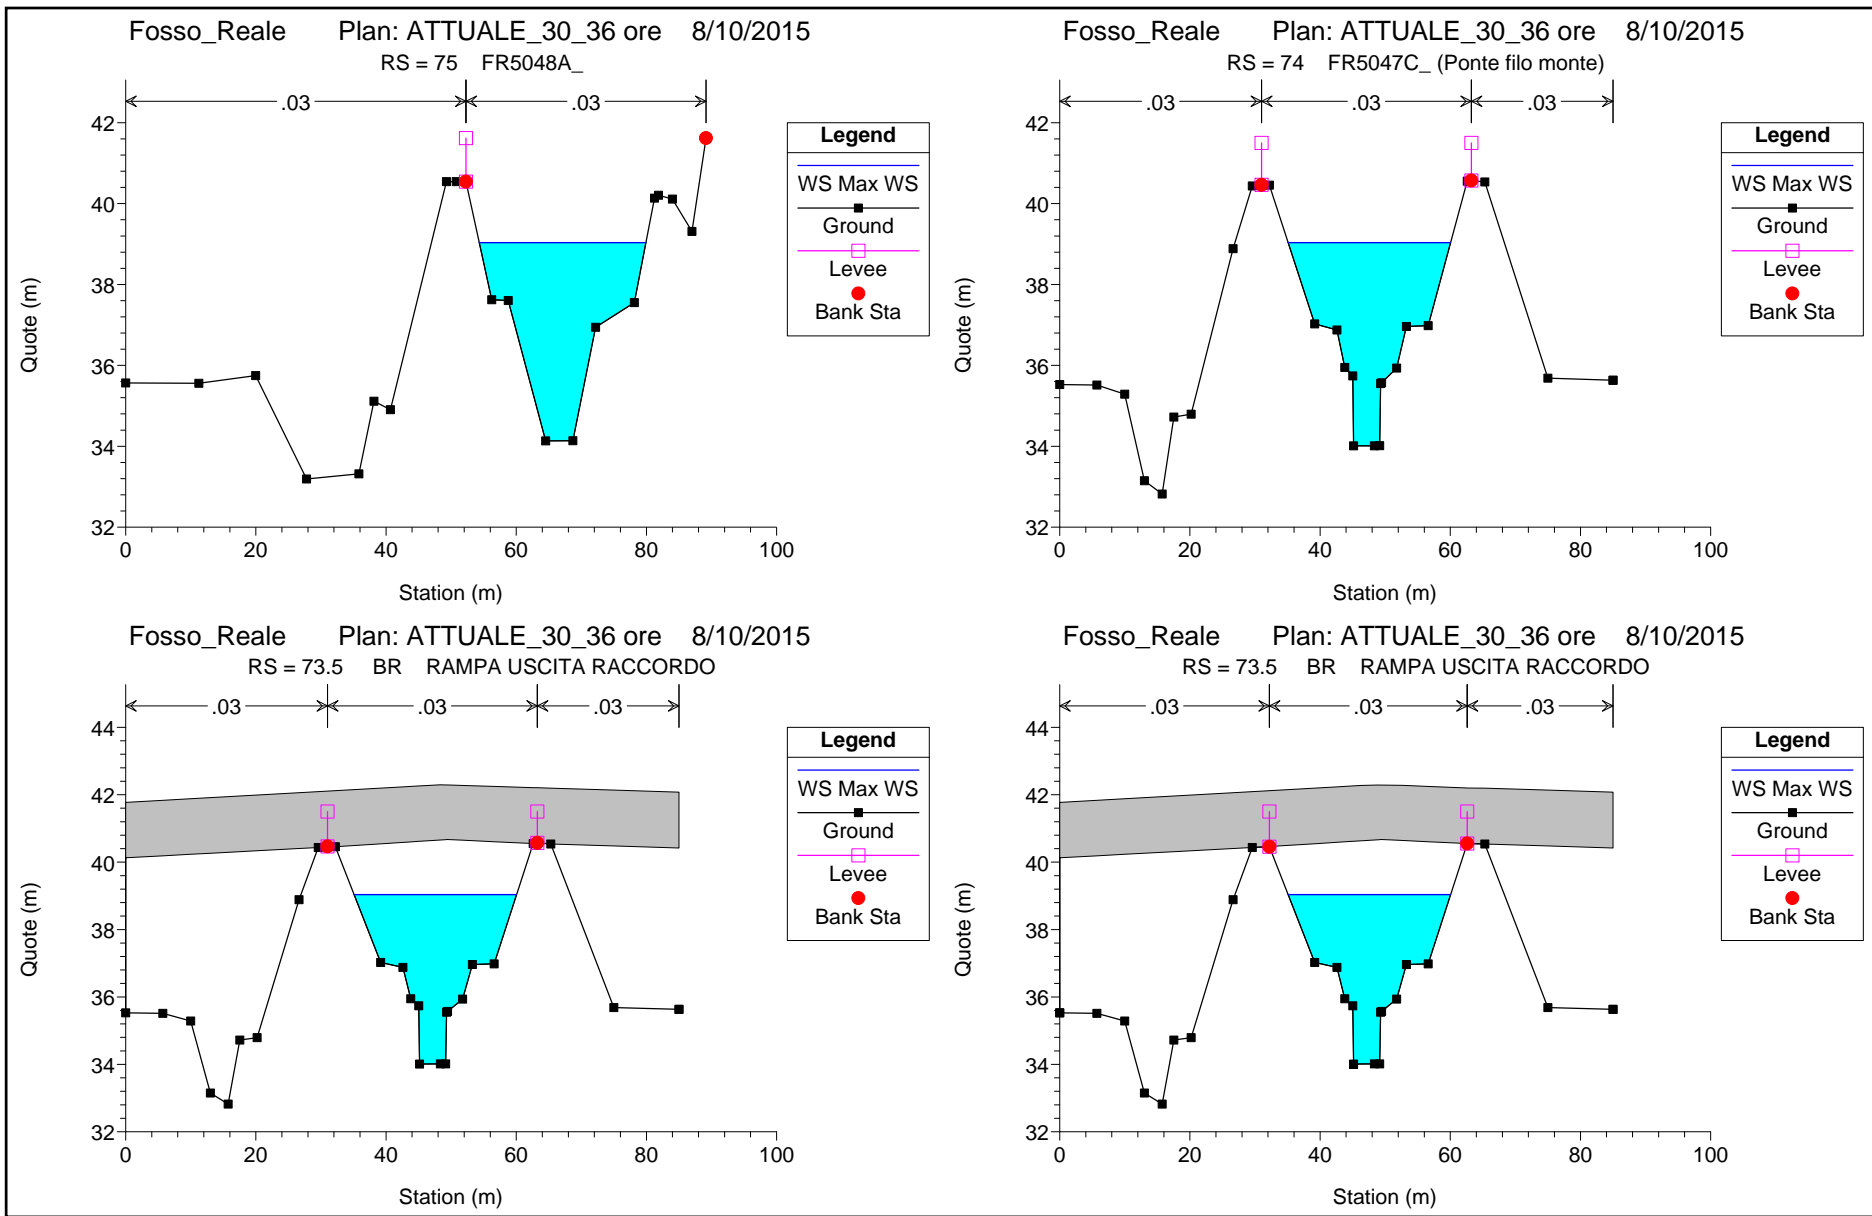 Fosso_Reale Plan: ATTUALE_30_36 ore 8/10/2015
RS = 75 FR5048A_
.03 .03
42
40
38
36
34
32
0 20 40 60 80 100
Quote (m)
Station (m)
Legend
WS Max WS
Ground
Levee
Bank Sta
Fosso_Reale Plan: ATTUALE_30_36 ore 8/10/2015
RS = 74 FR5047C_ (Ponte filo monte)
.03 .03 .03
42
40
38
36
34
32
0 20 40 60 80 100
Quote (m)
Station (m)
Legend
WS Max WS
Ground
Levee
Bank Sta
Fosso_Reale Plan: ATTUALE_30_36 ore 8/10/2015
RS = 73.5 BR RAMPA USCITA RACCORDO
.03 .03 .03
44
42
40
38
36
34
32
0 20 40 60 80 100
Quote (m)
Station (m)
Legend
WS Max WS
Ground
Levee
Bank Sta
Fosso_Reale Plan: ATTUALE_30_36 ore 8/10/2015
RS = 73.5 BR RAMPA USCITA RACCORDO
.03 .03 .03
44
42
40
38
36
34
32
0 20 40 60 80 100
Quote (m)
Station (m)
Legend
WS Max WS
Ground
Levee
Bank Sta